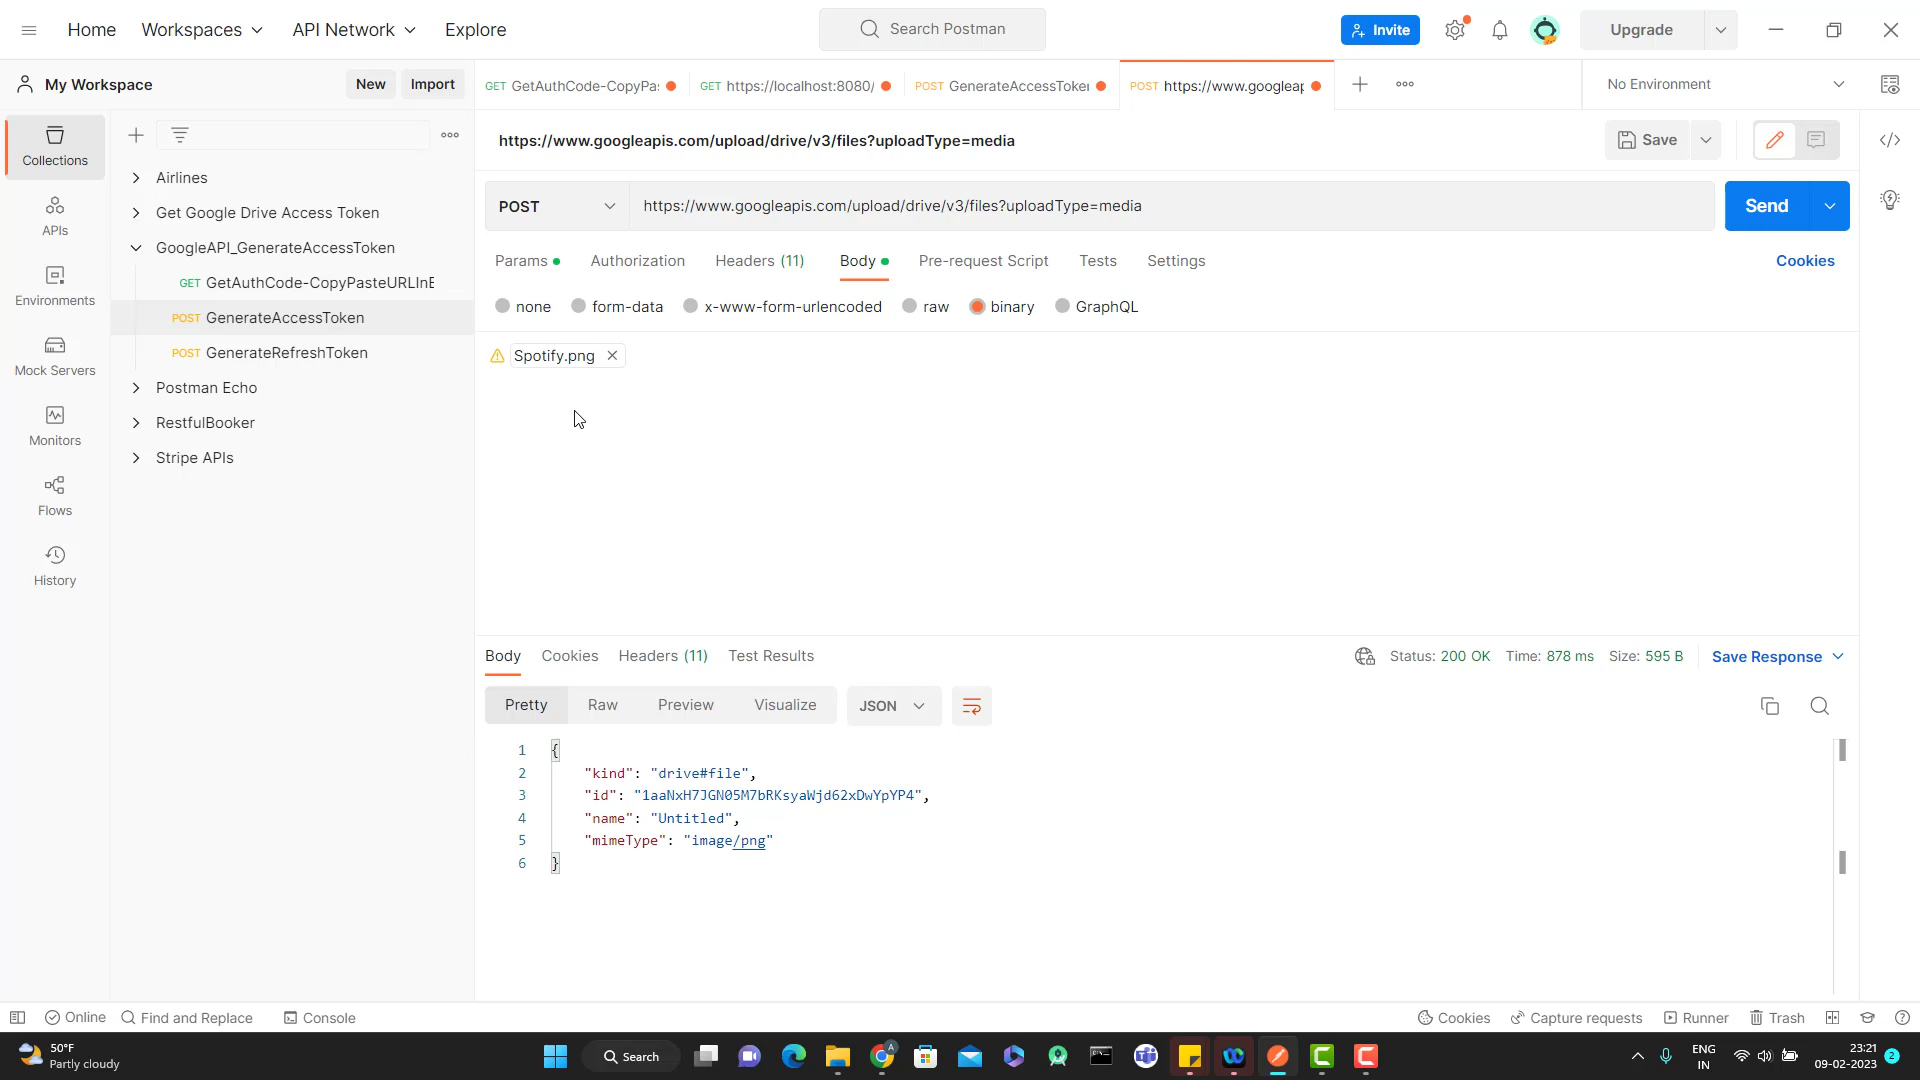 Home
Workspaces
API Network
Explore
Search Postman
Invite
Upgrade
My Workspace
New
Import
GET GetAuthCode-CopyPa
GET https://localhost:8080/
POST GenerateAccessToke
POST https://www.googleap
No Environment
https://www.googleapis.com/upload/drive/v3/files?uploadType=media
Save
Collections
APIs
Environments
Mock Servers
Monitors
Flows
History
Airlines
Get Google Drive Access Token
GoogleAPI_GenerateAccessToken
GET GetAuthCode-CopyPasteURLInE
POST GenerateAccessToken
POST GenerateRefreshToken
Postman Echo
RestfulBooker
Stripe APIs
POST
https://www.googleapis.com/upload/drive/v3/files?uploadType=media
Send
Params
Authorization
Headers (11)
Body
Pre-request Script
Tests
Settings
Cookies
none
form-data
x-www-form-urlencoded
raw
binary
GraphQL
Spotify.png
Body
Cookies
Headers (11)
Test Results
Status: 200 OK
Time: 878 ms
Size: 595 B
Save Response
Pretty
Raw
Preview
Visualize
JSON
1 {
2 "kind": "drive#file",
3 "id": "1aaNxH7JGN05M7bRKsyaWjd62xDwYpYP4",
4 "name": "Untitled",
5 "mimeType": "image/png"
6 }
Online
Find and Replace
Console
Cookies
Capture requests
Runner
Trash
50°F
Partly cloudy
Search
ENG
IN
23:21
09-02-2023
2